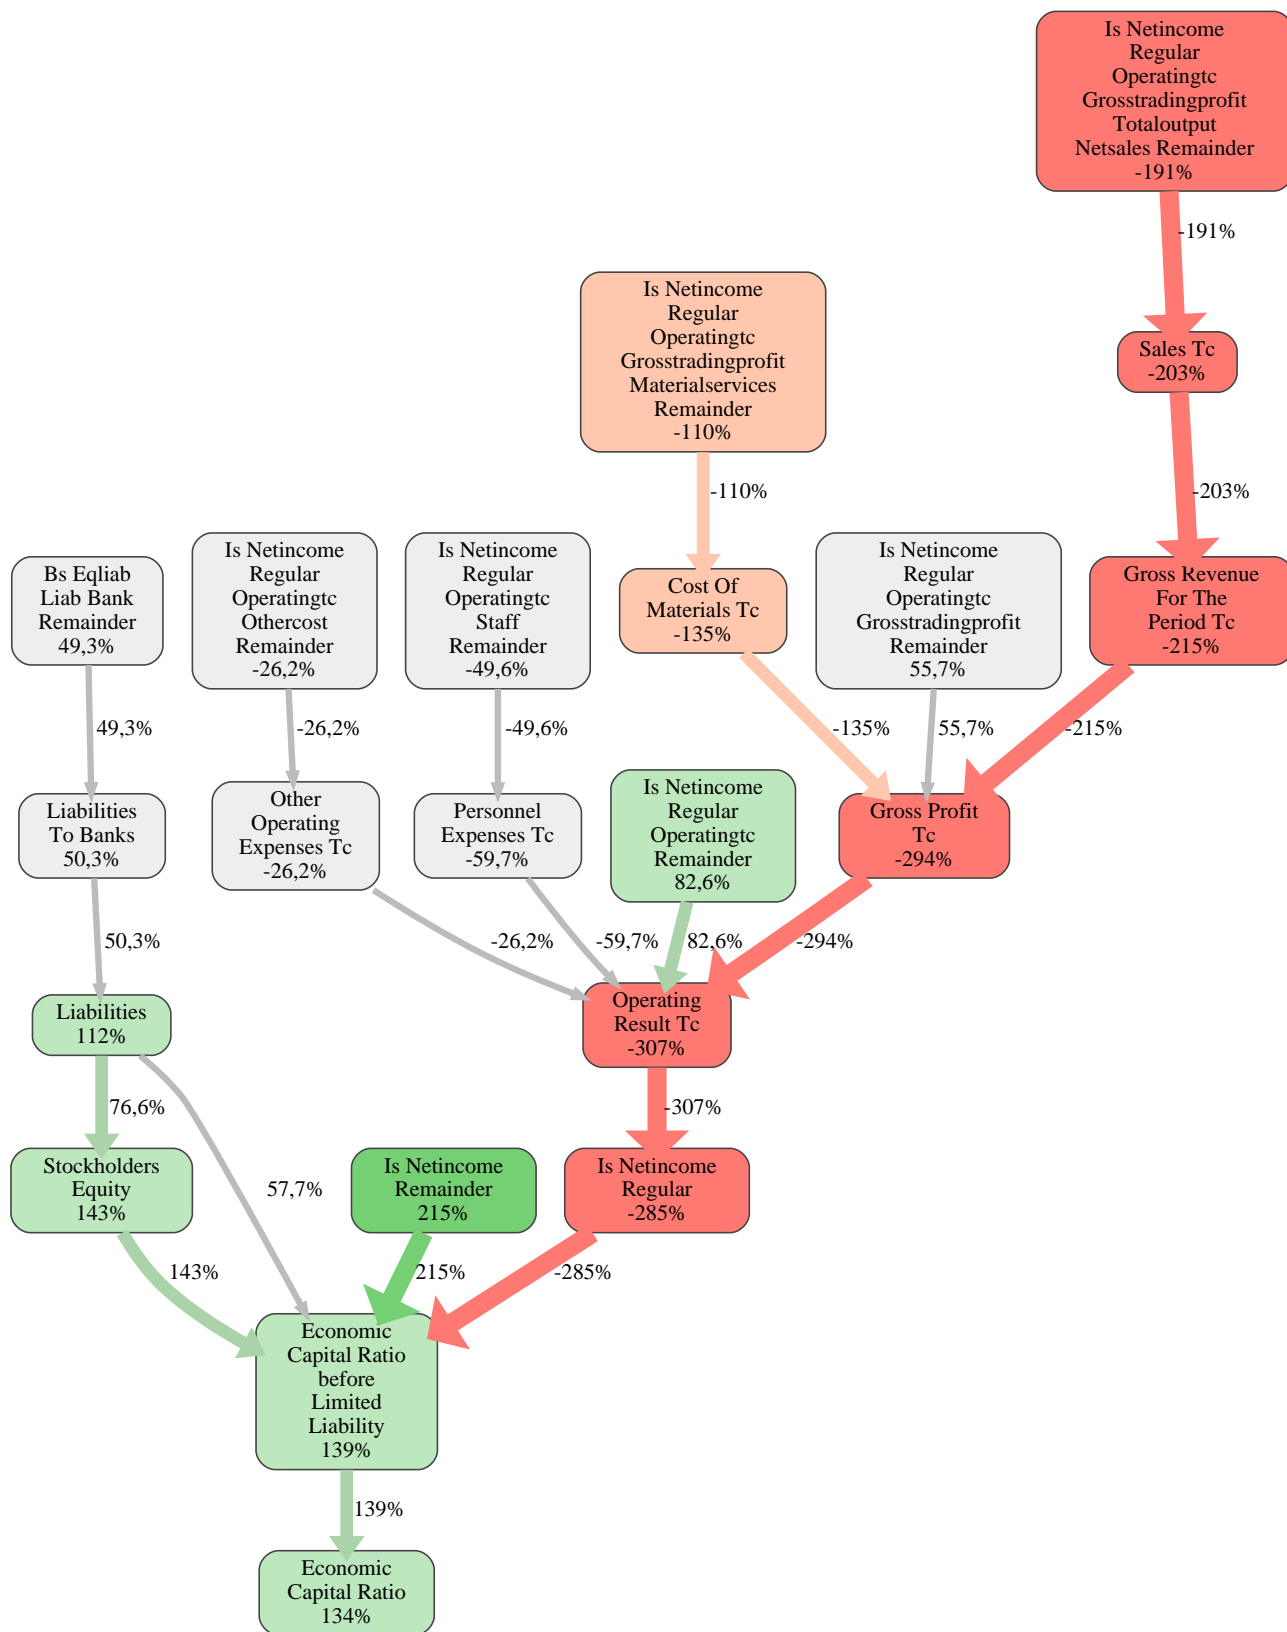 Is Netincome
Regular
Operatingtc
Grosstradingprofit
Totaloutput
Netsales Remainder
-191%
-191%
Is Netincome
Regular
Operatingtc
Grosstradingprofit
Materialservices
Remainder
-110%
Sales Tc
-203%
-110%
-203%
Bs Eqliab
Liab Bank
Remainder
49,3%
Is Netincome
Regular
Operatingtc
Othercost
Remainder
-26,2%
Is Netincome
Regular
Operatingtc
Staff
Remainder
-49,6%
Cost Of
Materials Tc
-135%
Is Netincome
Regular
Operatingtc
Grosstradingprofit
Remainder
55,7%
Gross Revenue
For The
Period Tc
-215%
49,3%
-26,2%
-49,6%
-135%
55,7%
-215%
Liabilities
To Banks
50,3%
Other
Operating
Expenses Tc
-26,2%
Personnel
Expenses Tc
-59,7%
Is Netincome
Regular
Operatingtc
Remainder
82,6%
Gross Profit
Tc
-294%
50,3%
-26,2%
-59,7%
82,6%
-294%
Liabilities
112%
Operating
Result Tc
-307%
76,6%
-307%
Stockholders
Equity
143%
57,7%
Is Netincome
Remainder
215%
Is Netincome
Regular
-285%
143%
215%
-285%
Economic
Capital Ratio
before
Limited
Liability
139%
139%
Economic
Capital Ratio
134%